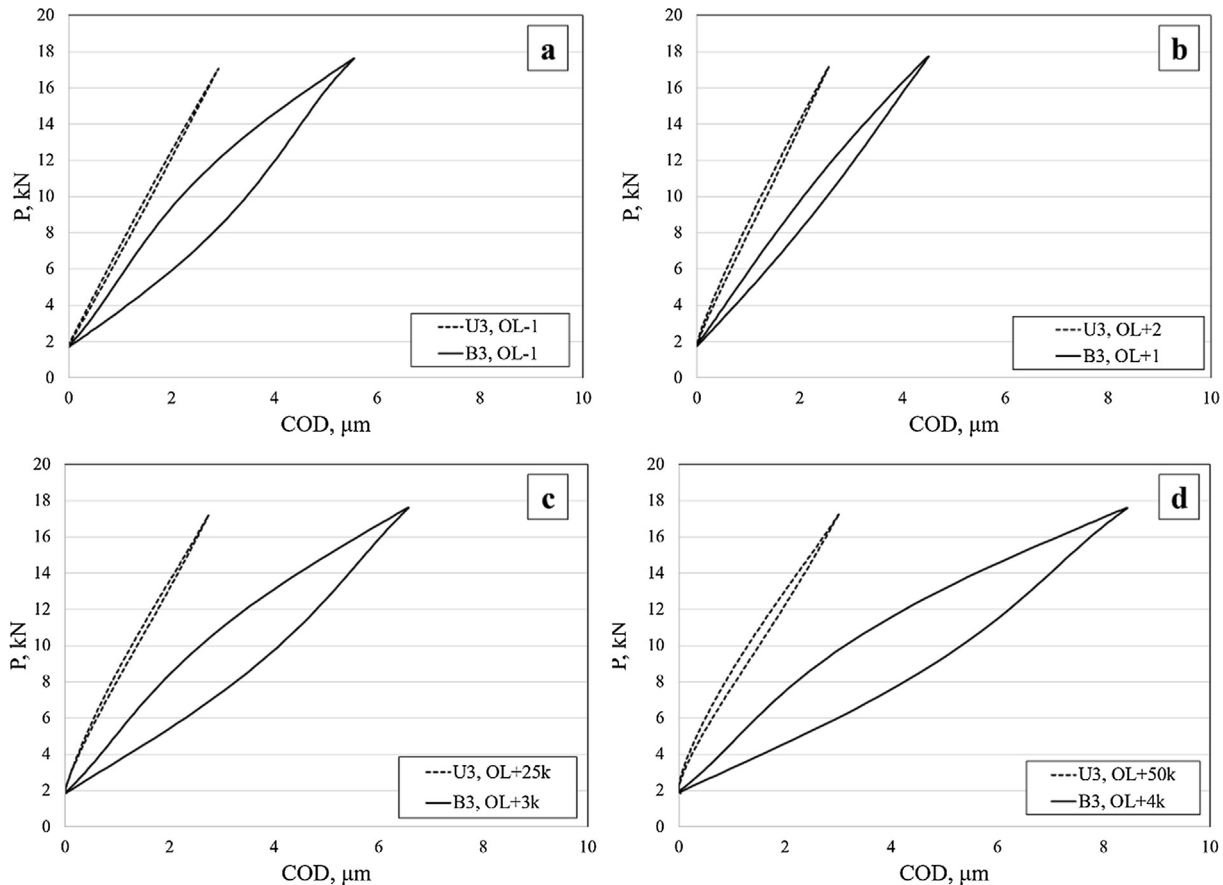 a
20
18
16
14
12
10
8
6
4
2
0
P, kN
U3, OL-1
B3, OL-1
0 2 4 6 8 10
COD, μm
b
20
18
16
14
12
10
8
6
4
2
0
P, kN
U3, OL+2
B3, OL+1
0 2 4 6 8 10
COD, μm
c
20
18
16
14
12
10
8
6
4
2
0
P, kN
U3, OL+25k
B3, OL+3k
0 2 4 6 8 10
COD, μm
d
20
18
16
14
12
10
8
6
4
2
0
P, kN
U3, OL+50k
B3, OL+4k
0 2 4 6 8 10
COD, μm